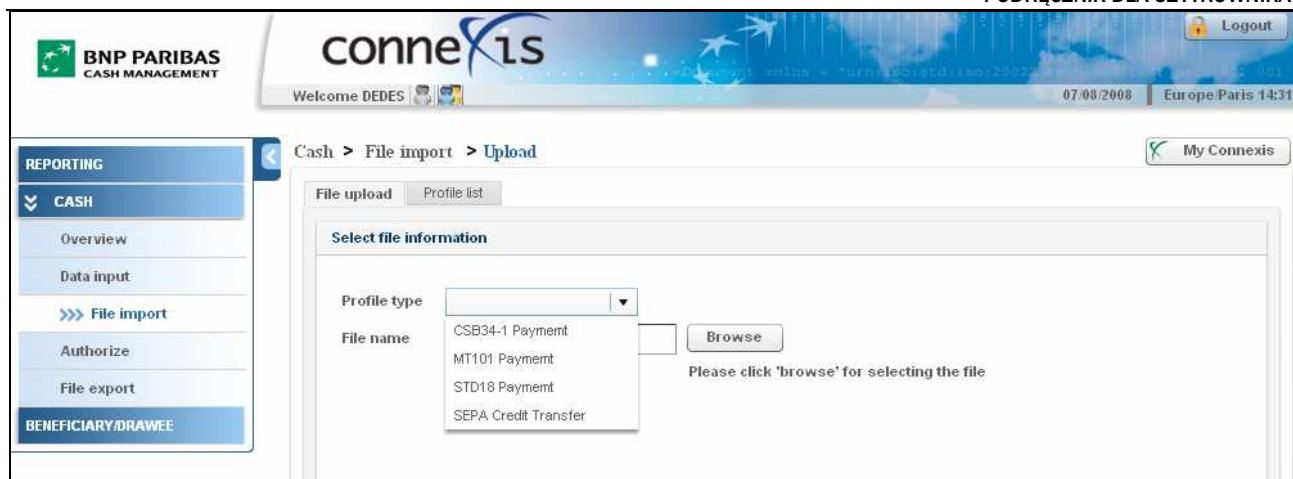 PODRĘCZNIK DLA UŻYTKOWNIKA
BNP PARIBAS
CASH MANAGEMENT
connexis
Logout
Welcome DEDES
07/08/2008
Europe/Paris 14:31
REPORTING
CASH
Overview
Data input
>>> File import
Authorize
File export
BENEFICIARY/DRAWEE
Cash > File import > Upload
My Connexis
File upload
Profile list
Select file information
Profile type
CSB34-1 Paymemt
MT101 Paymemt
STD18 Paymemt
SEPA Credit Transfer
File name
Browse
Please click 'browse' for selecting the file